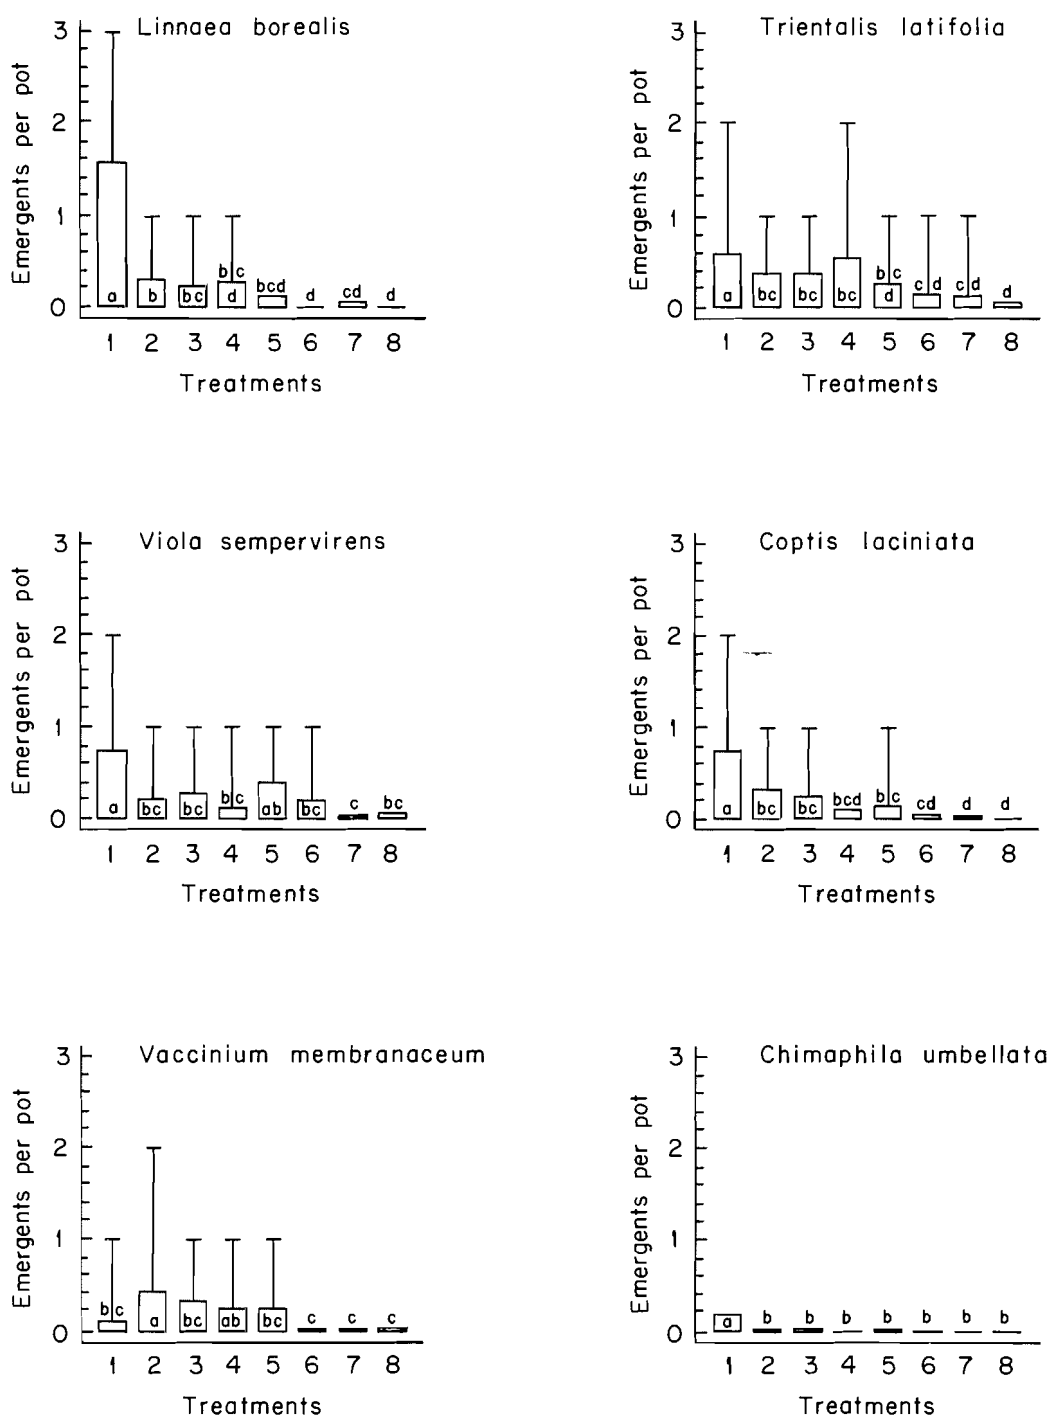 Linnaea borealis
Emergents per pot
3
2
1
0
a
b
bc
bc
d
bcd
d
cd
d
1 2 3 4 5 6 7 8
Treatments
Trientalis latifolia
Emergents per pot
3
2
1
0
a
bc
bc
bc
bc
d
cd
cd
d
1 2 3 4 5 6 7 8
Treatments
Viola sempervirens
Emergents per pot
3
2
1
0
a
bc
bc
bc
ab
bc
c
bc
1 2 3 4 5 6 7 8
Treatments
Coptis laciniata
Emergents per pot
3
2
1
0
a
bc
bc
bcd
bc
cd
d
d
1 2 3 4 5 6 7 8
Treatments
Vaccinium membranaceum
Emergents per pot
3
2
1
0
bc
a
bc
ab
bc
c
c
c
1 2 3 4 5 6 7 8
Treatments
Chimaphila umbellata
Emergents per pot
3
2
1
0
a
b
b
b
b
b
b
b
1 2 3 4 5 6 7 8
Treatments